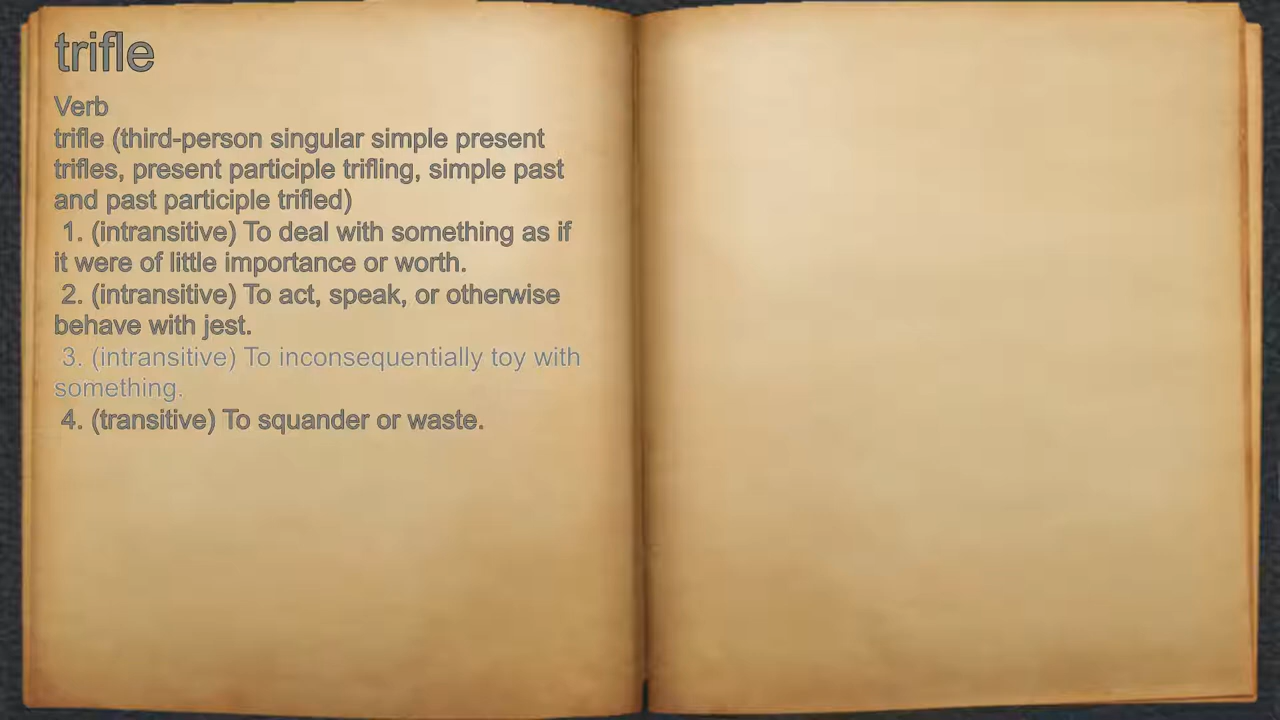 trifle
Verb
trifle (third-person singular simple present
trifles, present participle trifling, simple past
and past participle trifled)
1. (intransitive) To deal with something as if
it were of little importance or worth.
2. (intransitive) To act, speak, or otherwise
behave with jest.
3. (intransitive) To inconsequentially toy with
something.
4. (transitive) To squander or waste.